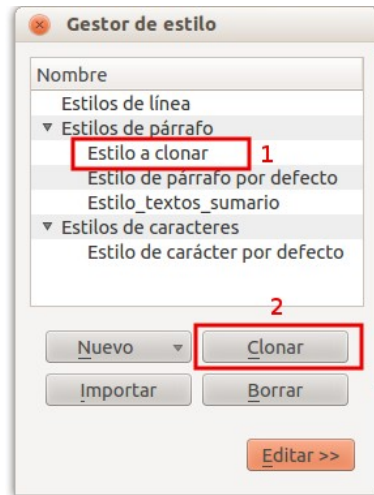 Gestor de estilo
Nombre
Estilos de línea
Estilos de párrafo
Estilo a clonar 1
Estilo de párrafo por defecto
Estilo_textos_sumario
Estilos de caracteres
Estilo de carácter por defecto
2
Nuevo Clonar
Importar Borrar
Editar >>